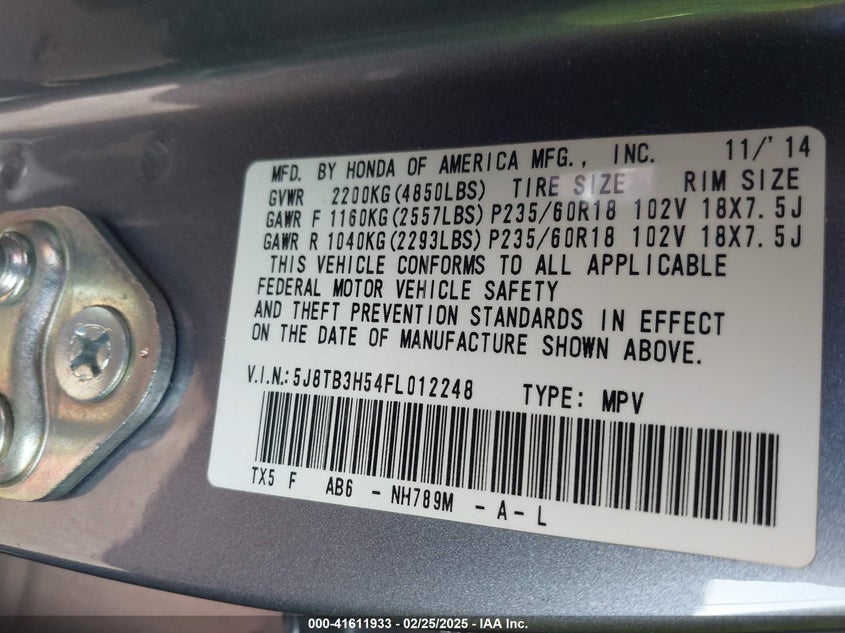 MFD. BY HONDA OF AMERICA MFG., INC. 11/'14
GVWR 2200KG(4850LBS) TIRE SIZE RIM SIZE
GAWR F 1160KG(2557LBS) P235/60R18 102V 18X7.5J
GAWR R 1040KG(2293LBS) P235/60R18 102V 18X7.5J
THIS VEHICLE CONFORMS TO ALL APPLICABLE
FEDERAL MOTOR VEHICLE SAFETY
AND THEFT PREVENTION STANDARDS IN EFFECT
ON THE DATE OF MANUFACTURE SHOWN ABOVE.
V.I.N.: 5J8TB3H54FL012248 TYPE: MPV
TX5 F AB6 - NH789M - A - L
000-41611933 - 02/25/2025 - IAA Inc.